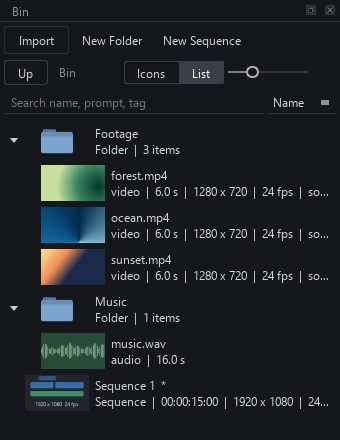 Bin
Import New Folder New Sequence
Up Bin Icons List
Search name, prompt, tag Name
Footage
Folder | 3 items
forest.mp4
video | 6.0 s | 1280 x 720 | 24 fps | so...
ocean.mp4
video | 6.0 s | 1280 x 720 | 24 fps | so...
sunset.mp4
video | 6.0 s | 1280 x 720 | 24 fps | so...
Music
Folder | 1 items
music.wav
audio | 16.0 s
Sequence 1 *
1920 x 1080 24 fps
Sequence | 00:00:15:00 | 1920 x 1080 | 24...